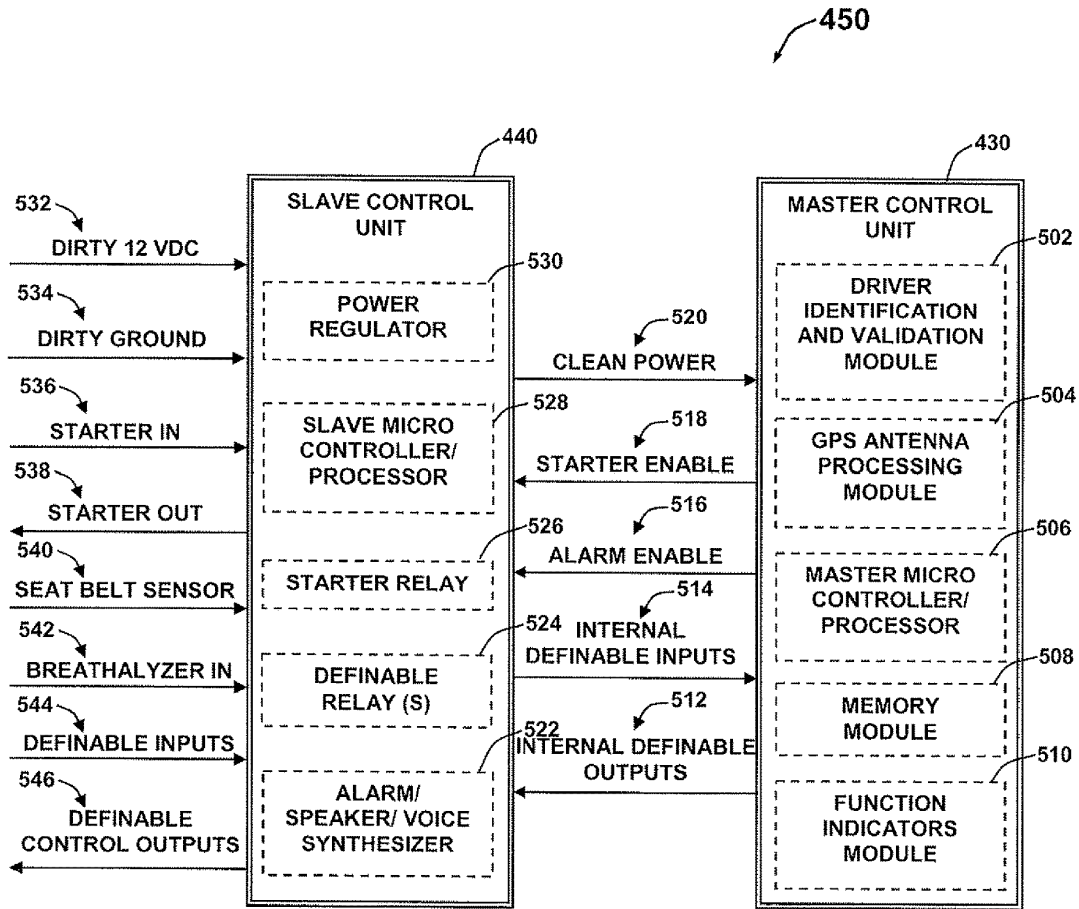 450
440
SLAVE CONTROL
UNIT
532
DIRTY 12 VDC
534
DIRTY GROUND
536
STARTER IN
538
STARTER OUT
540
SEAT BELT SENSOR
542
BREATHALYZER IN
544
DEFINABLE INPUTS
546
DEFINABLE
CONTROL OUTPUTS
530
POWER
REGULATOR
528
SLAVE MICRO
CONTROLLER/
PROCESSOR
526
STARTER RELAY
524
DEFINABLE
RELAY (S)
522
ALARM/
SPEAKER/ VOICE
SYNTHESIZER
520
CLEAN POWER
518
STARTER ENABLE
516
ALARM ENABLE
514
INTERNAL
DEFINABLE INPUTS
512
INTERNAL DEFINABLE
OUTPUTS
430
MASTER CONTROL
UNIT
502
DRIVER
IDENTIFICATION
AND VALIDATION
MODULE
504
GPS ANTENNA
PROCESSING
MODULE
506
MASTER MICRO
CONTROLLER/
PROCESSOR
508
MEMORY
MODULE
510
FUNCTION
INDICATORS
MODULE